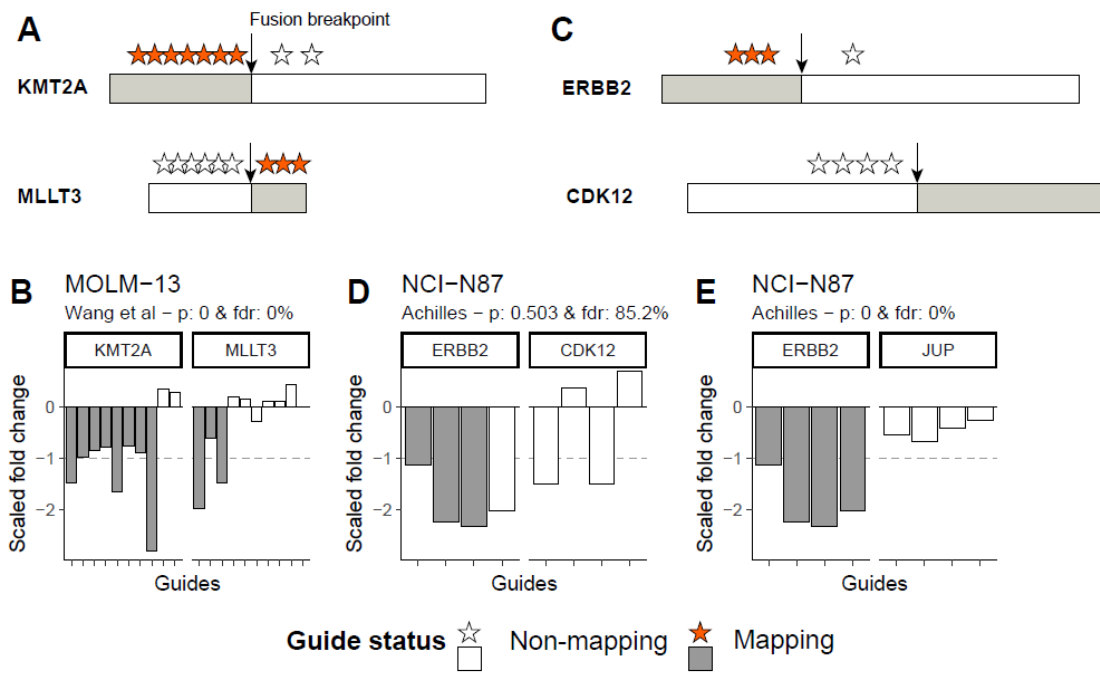 A
Fusion breakpoint
KMT2A
MLLT3
C
ERBB2
CDK12
B
MOLM−13
Wang et al − p: 0 & fdr: 0%
KMT2A
MLLT3
Scaled fold change
0
−1
−2
Guides
D
NCI−N87
Achilles − p: 0.503 & fdr: 85.2%
ERBB2
CDK12
Scaled fold change
0
−1
−2
Guides
E
NCI−N87
Achilles − p: 0 & fdr: 0%
ERBB2
JUP
Scaled fold change
0
−1
−2
Guides
Guide status
Non−mapping
Mapping